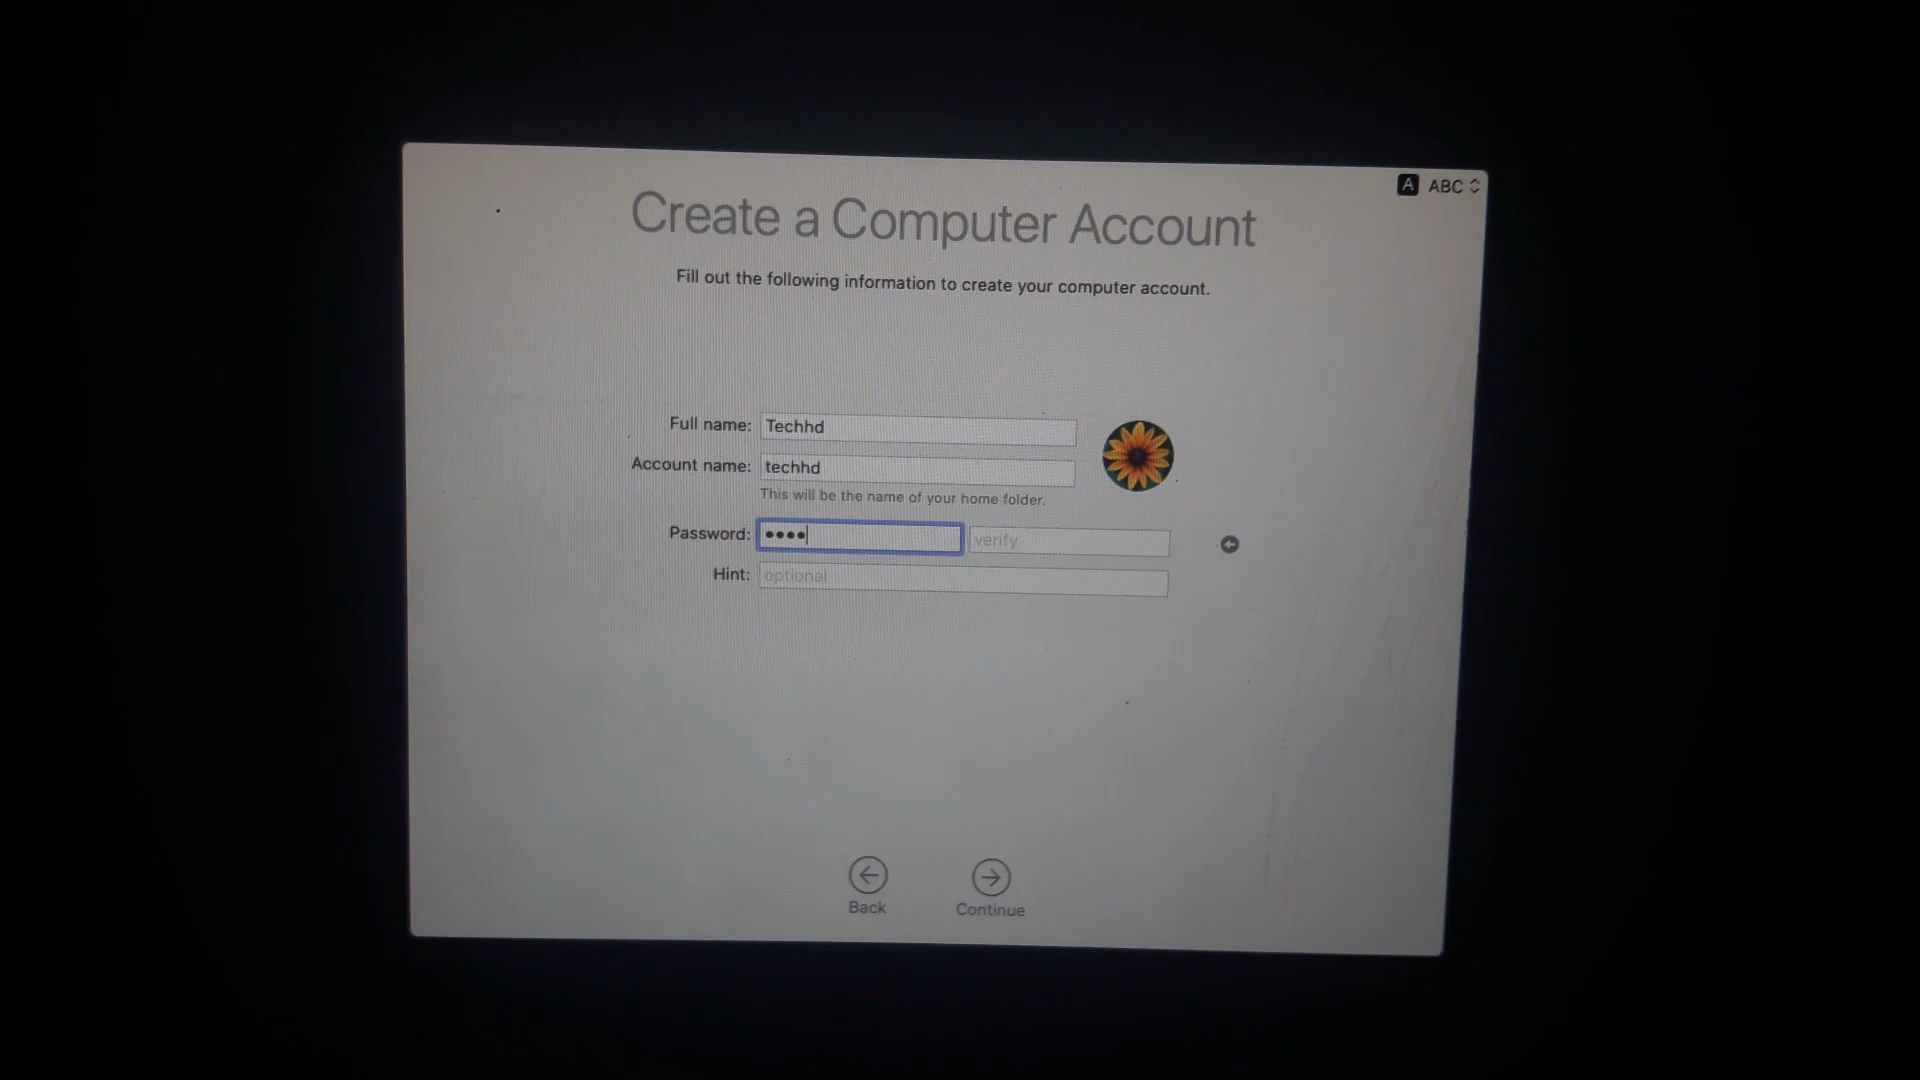 A ABC
Create a Computer Account
Fill out the following information to create your computer account.
Full name: Techhd
Account name: techhd
This will be the name of your home folder.
Password: •••• verify
Hint: optional
Back Continue